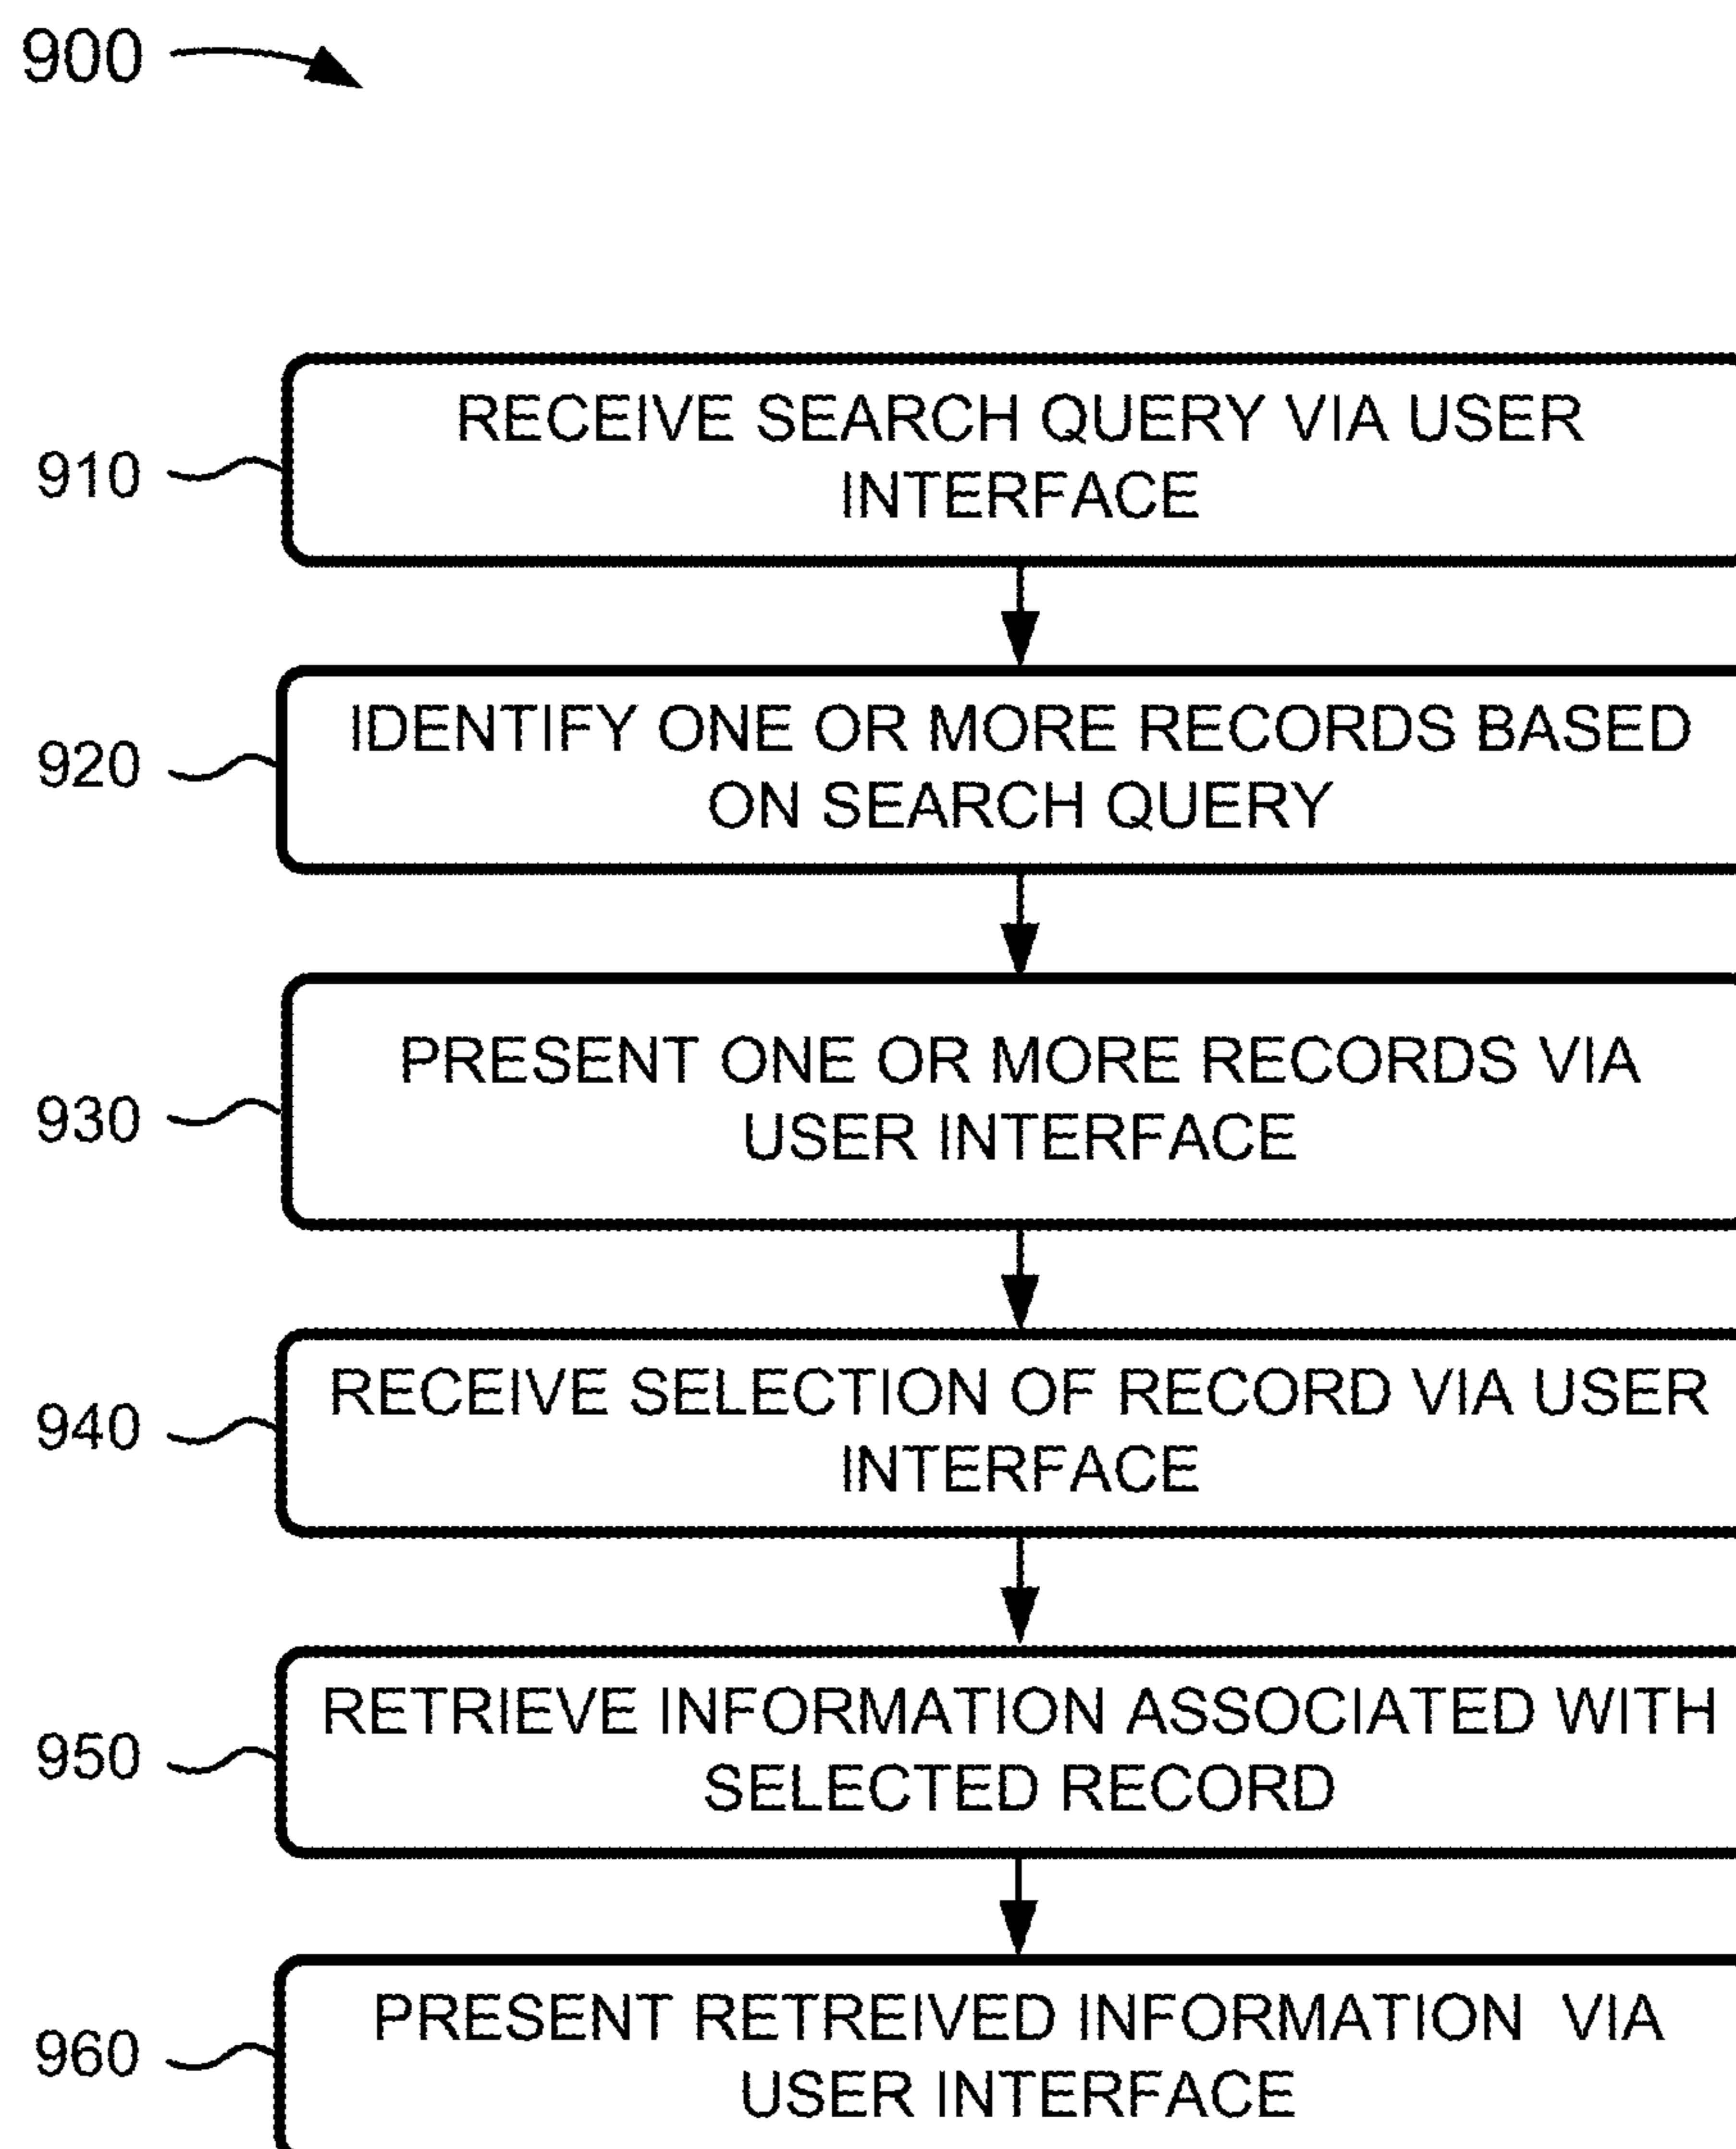 900
RECEIVE SEARCH QUERY VIA USER
INTERFACE
910
IDENTIFY ONE OR MORE RECORDS BASED
ON SEARCH QUERY
920
PRESENT ONE OR MORE RECORDS VIA
USER INTERFACE
930
RECEIVE SELECTION OF RECORD VIA USER
INTERFACE
940
RETRIEVE INFORMATION ASSOCIATED WITH
SELECTED RECORD
950
PRESENT RETREIVED INFORMATION VIA
USER INTERFACE
960